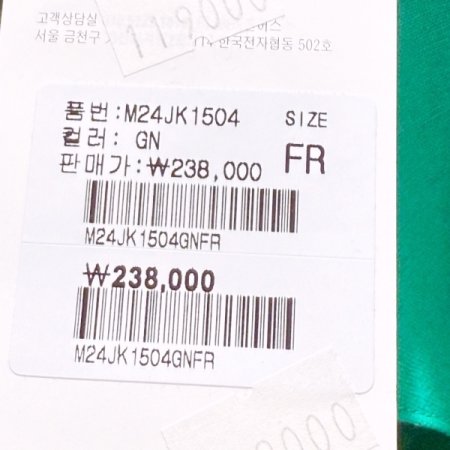 고객상담실
서울 금천구 한국전자협동 502호
119000
품번:M24JK1504 SIZE
컬러: GN
판매가:₩238,000 FR
M24JK1504GNFR
₩238,000
M24JK1504GNFR
9000